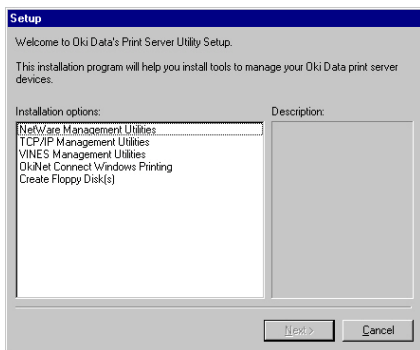 Setup
Welcome to Oki Data's Print Server Utility Setup.
This installation program will help you install tools to manage your Oki Data print server
devices.
Installation options:
Description:
NetWare Management Utilities
TCP/IP Management Utilities
VINES Management Utilities
OkiNet Connect Windows Printing
Create Floppy Disk(s)
Next >
Cancel